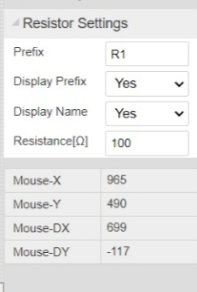 Resistor Settings
Prefix R1
Display Prefix Yes
Display Name Yes
Resistance[Ω] 100
Mouse-X 965
Mouse-Y 490
Mouse-DX 699
Mouse-DY -117